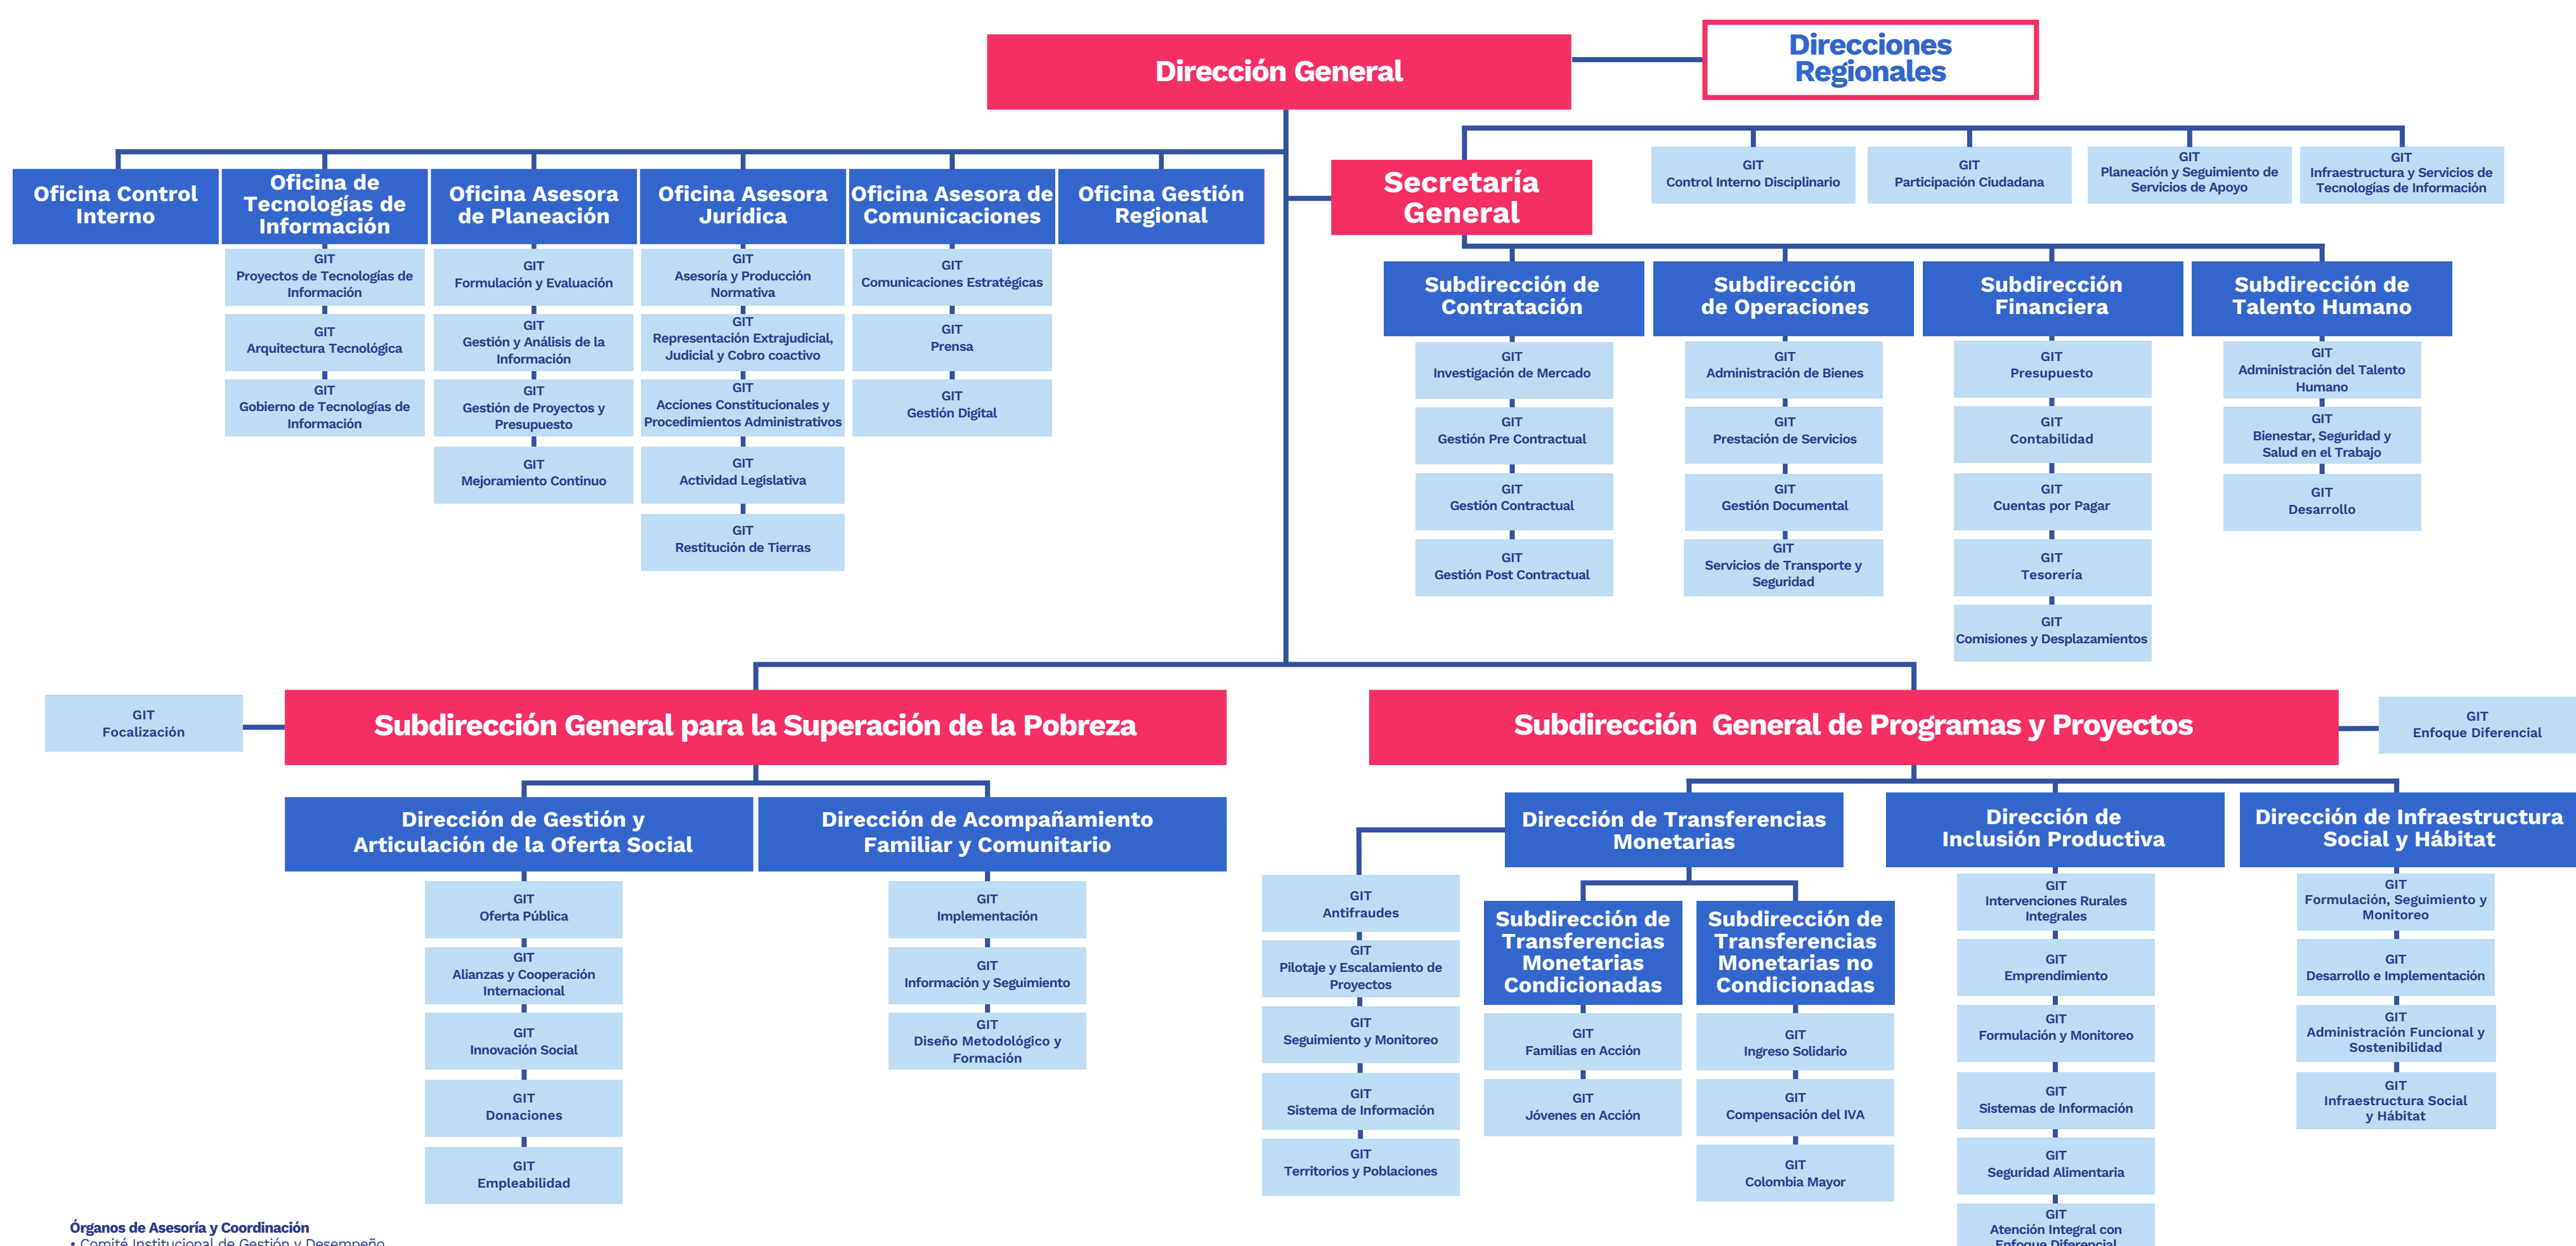 Dirección General
Direcciones
Regionales
Oficina Control
Interno
Oficina de
Tecnologías de
Información
GIT
Proyectos de Tecnologías de
Información
GIT
Arquitectura Tecnológica
GIT
Gobierno de Tecnologías de
Información
Oficina Asesora
de Planeación
GIT
Formulación y Evaluación
GIT
Gestión y Análisis de la
Información
GIT
Gestión de Proyectos y
Presupuesto
GIT
Mejoramiento Continuo
Oficina Asesora
Jurídica
GIT
Asesoría y Producción
Normativa
GIT
Representación Extrajudicial,
Judicial y Cobro coactivo
GIT
Acciones Constitucionales y
Procedimientos Administrativos
GIT
Actividad Legislativa
GIT
Restitución de Tierras
Oficina Asesora de
Comunicaciones
GIT
Comunicaciones Estratégicas
GIT
Prensa
GIT
Gestión Digital
Oficina Gestión
Regional
Secretaría
General
GIT
Control Interno Disciplinario
GIT
Participación Ciudadana
GIT
Planeación y Seguimiento de
Servicios de Apoyo
GIT
Infraestructura y Servicios de
Tecnologías de Información
Subdirección de
Contratación
GIT
Investigación de Mercado
GIT
Gestión Pre Contractual
GIT
Gestión Contractual
GIT
Gestión Post Contractual
Subdirección
de Operaciones
GIT
Administración de Bienes
GIT
Prestación de Servicios
GIT
Gestión Documental
GIT
Servicios de Transporte y
Seguridad
Subdirección
Financiera
GIT
Presupuesto
GIT
Contabilidad
GIT
Cuentas por Pagar
GIT
Tesorería
GIT
Comisiones y Desplazamientos
Subdirección de
Talento Humano
GIT
Administración del Talento
Humano
GIT
Bienestar, Seguridad y
Salud en el Trabajo
GIT
Desarrollo
GIT
Focalización
Subdirección General para la Superación de la Pobreza
Dirección de Gestión y
Articulación de la Oferta Social
GIT
Oferta Pública
GIT
Alianzas y Cooperación
Internacional
GIT
Innovación Social
GIT
Donaciones
GIT
Empleabilidad
Dirección de Acompañamiento
Familiar y Comunitario
GIT
Implementación
GIT
Información y Seguimiento
GIT
Diseño Metodológico y
Formación
Subdirección General de Programas y Proyectos
GIT
Enfoque Diferencial
Dirección de Transferencias
Monetarias
GIT
Antifraudes
GIT
Pilotaje y Escalamiento de
Proyectos
GIT
Seguimiento y Monitoreo
GIT
Sistema de Información
GIT
Territorios y Poblaciones
Subdirección de
Transferencias
Monetarias
Condicionadas
GIT
Familias en Acción
GIT
Jóvenes en Acción
Subdirección de
Transferencias
Monetarias no
Condicionadas
GIT
Ingreso Solidario
GIT
Compensación del IVA
GIT
Colombia Mayor
Dirección de
Inclusión Productiva
GIT
Intervenciones Rurales
Integrales
GIT
Emprendimiento
GIT
Formulación y Monitoreo
GIT
Sistemas de Información
GIT
Seguridad Alimentaria
GIT
Atención Integral con
Enfoque Diferencial
Dirección de Infraestructura
Social y Hábitat
GIT
Formulación, Seguimiento y
Monitoreo
GIT
Desarrollo e Implementación
GIT
Administración Funcional y
Sostenibilidad
GIT
Infraestructura Social
y Hábitat
Órganos de Asesoría y Coordinación
• Comité Institucional de Gestión y Desempeño